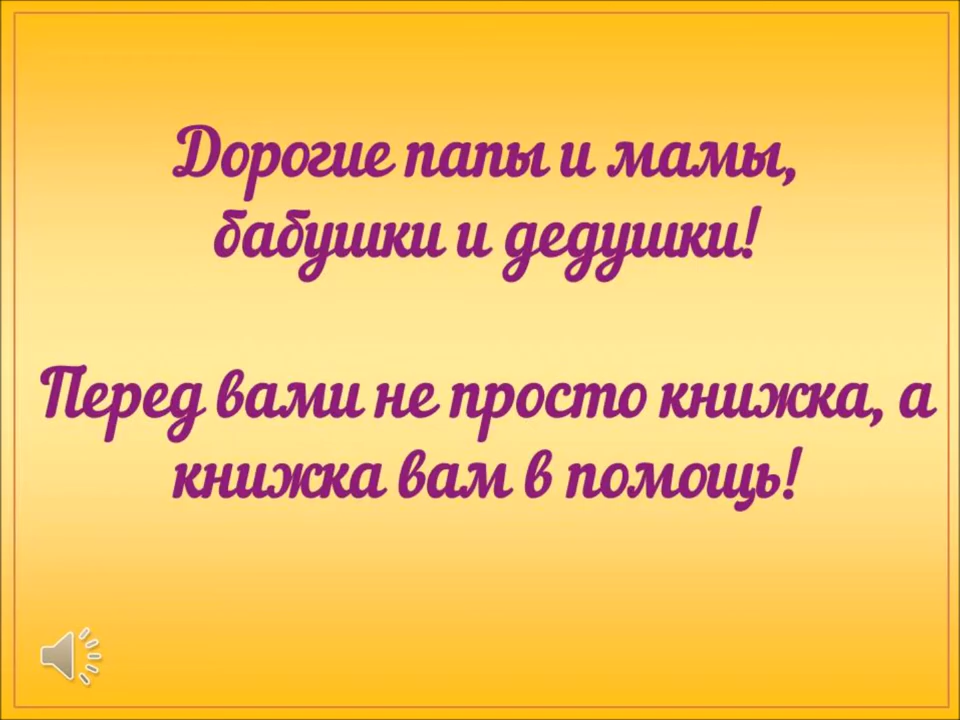 Дорогие папы и мамы,
бабушки и дедушки!
Перед вами не просто книжка, а
книжка вам в помощь!